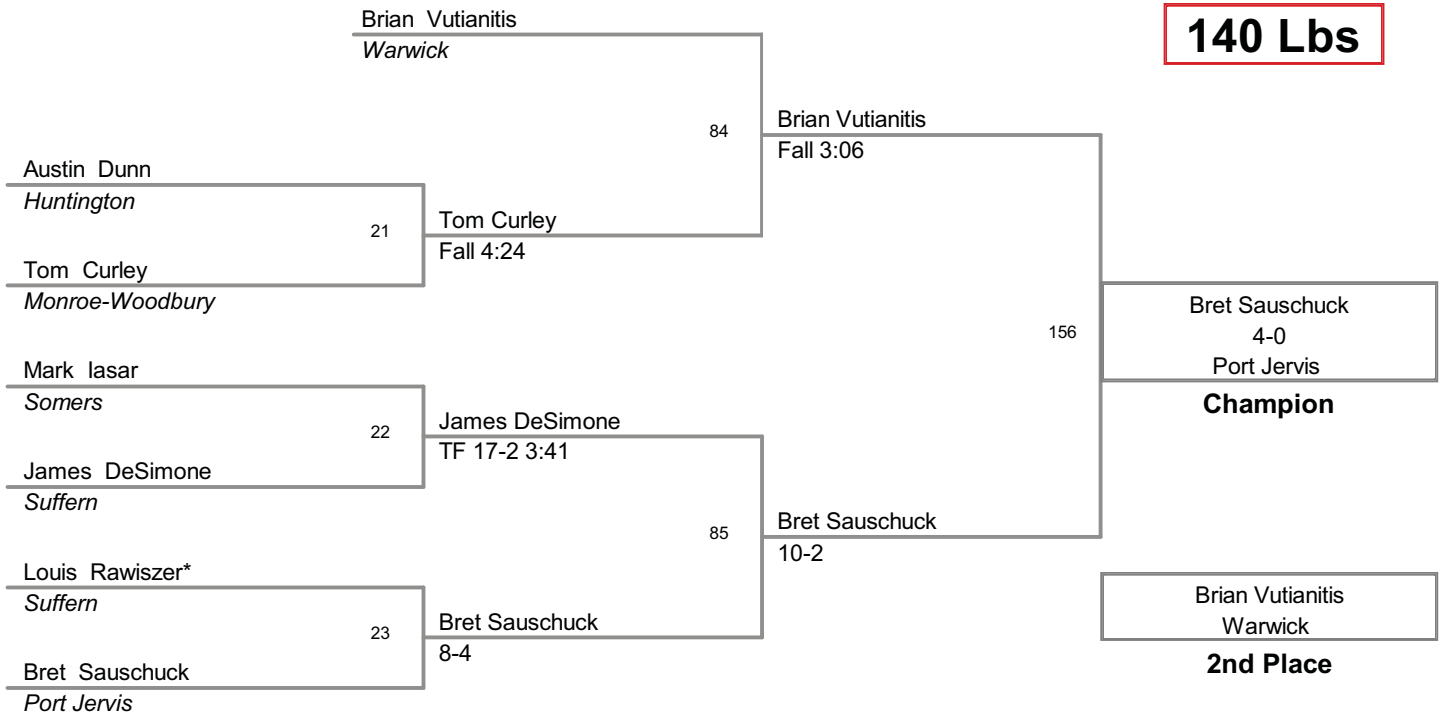 Brian Vutianitis
Warwick
140 Lbs
84
Brian Vutianitis
Fall 3:06
Austin Dunn
Huntington
21
Tom Curley
Fall 4:24
Tom Curley
Monroe-Woodbury
156
Bret Sauschuck
4-0
Port Jervis
Champion
Mark Iasar
Somers
22
James DeSimone
TF 17-2 3:41
James DeSimone
Suffern
85
Bret Sauschuck
10-2
Louis Rawiszer*
Suffern
23
Bret Sauschuck
8-4
Bret Sauschuck
Port Jervis
Brian Vutianitis
Warwick
2nd Place